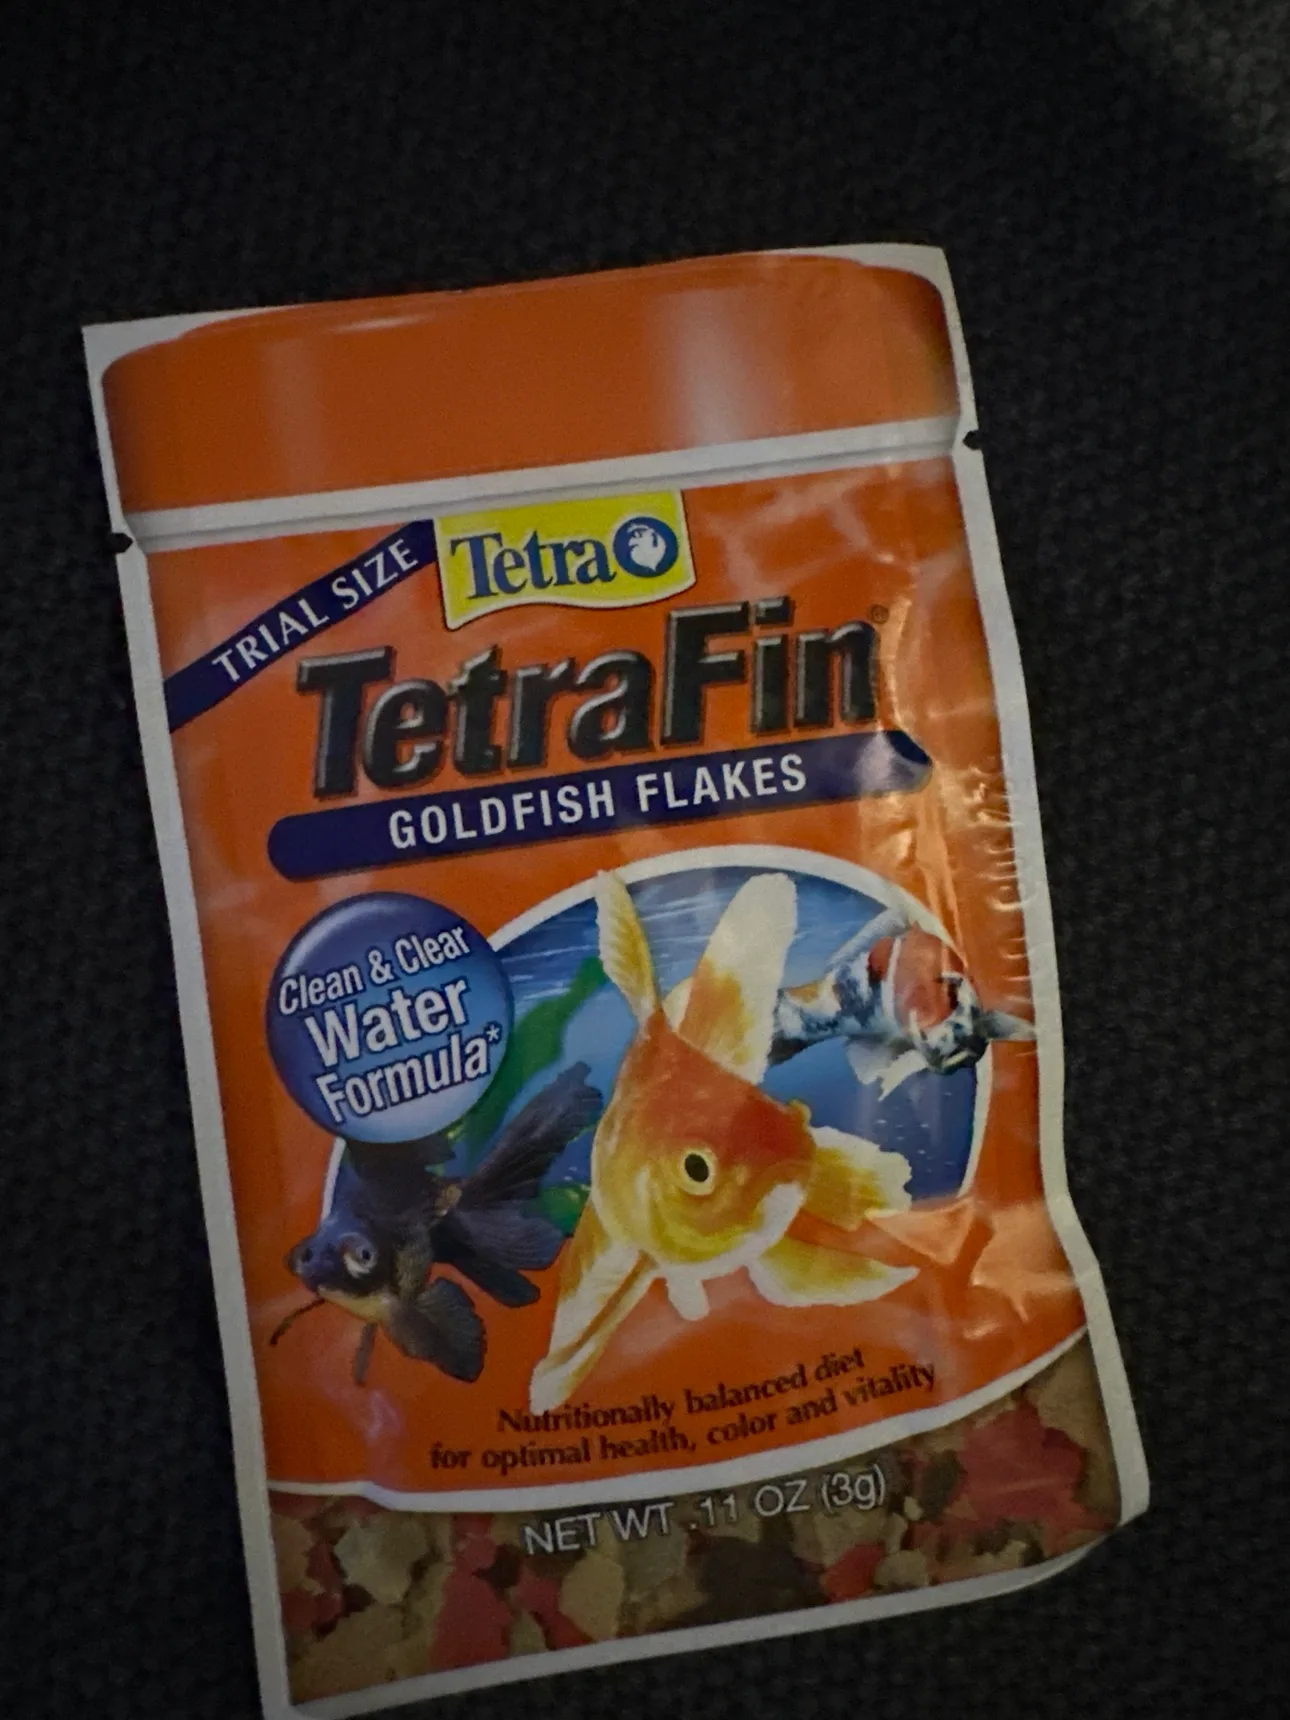 TRIAL SIZE
Tetra
TetraFin®
GOLDFISH FLAKES
Clean & Clear
Water
Formula*
Nutritionally balanced diet
for optimal health, color and vitality
NET WT .11 OZ (3g)